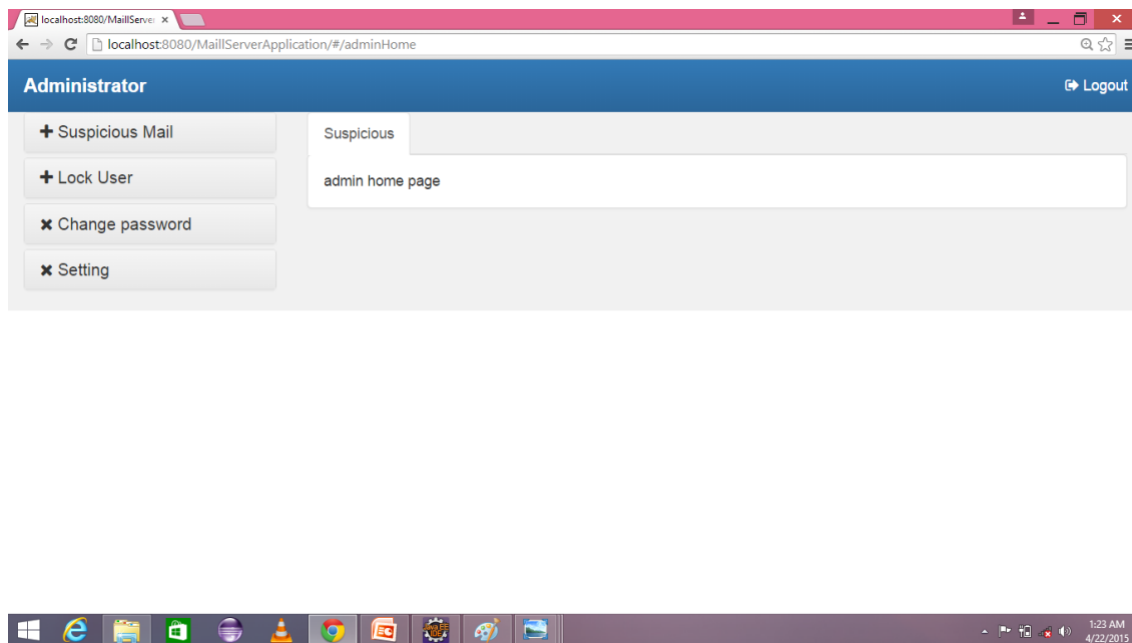 localhost:8080/MaillServer
localhost:8080/MaillServerApplication/#/adminHome
Administrator
Logout
Suspicious Mail
Suspicious
Lock User
admin home page
Change password
Setting
1:23 AM
4/22/2015